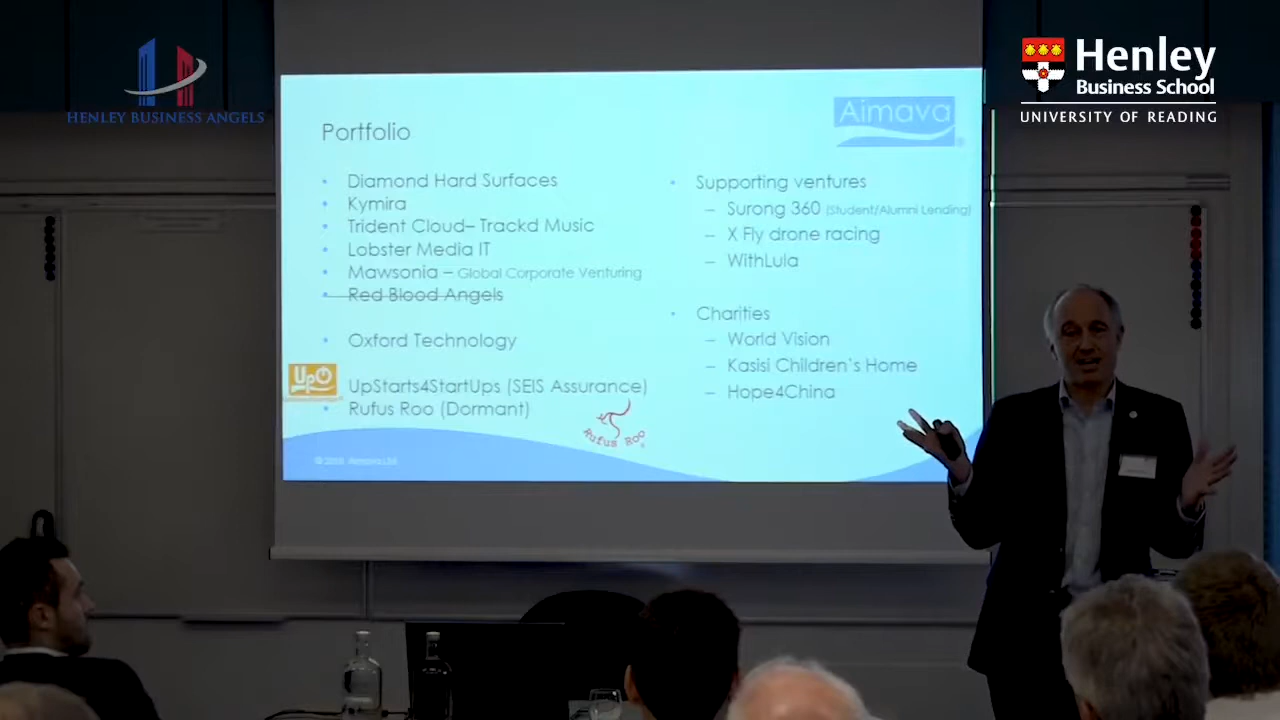 HENLEY BUSINESS ANGELS
Henley
Business School
UNIVERSITY OF READING
Aimava
Portfolio
Diamond Hard Surfaces
Kymira
Trident Cloud– Trackd Music
Lobster Media IT
Mawsonia – Global Corporate Venturing
Red Blood Angels
Oxford Technology
UpO
UpStarts4StartUps (SEIS Assurance)
Rufus Roo (Dormant)
Rufus Roo
Supporting ventures
– Surong 360 (Student/Alumni Lending)
– X Fly drone racing
– WithLula
Charities
– World Vision
– Kasisi Children's Home
– Hope4China
Aimava Ltd